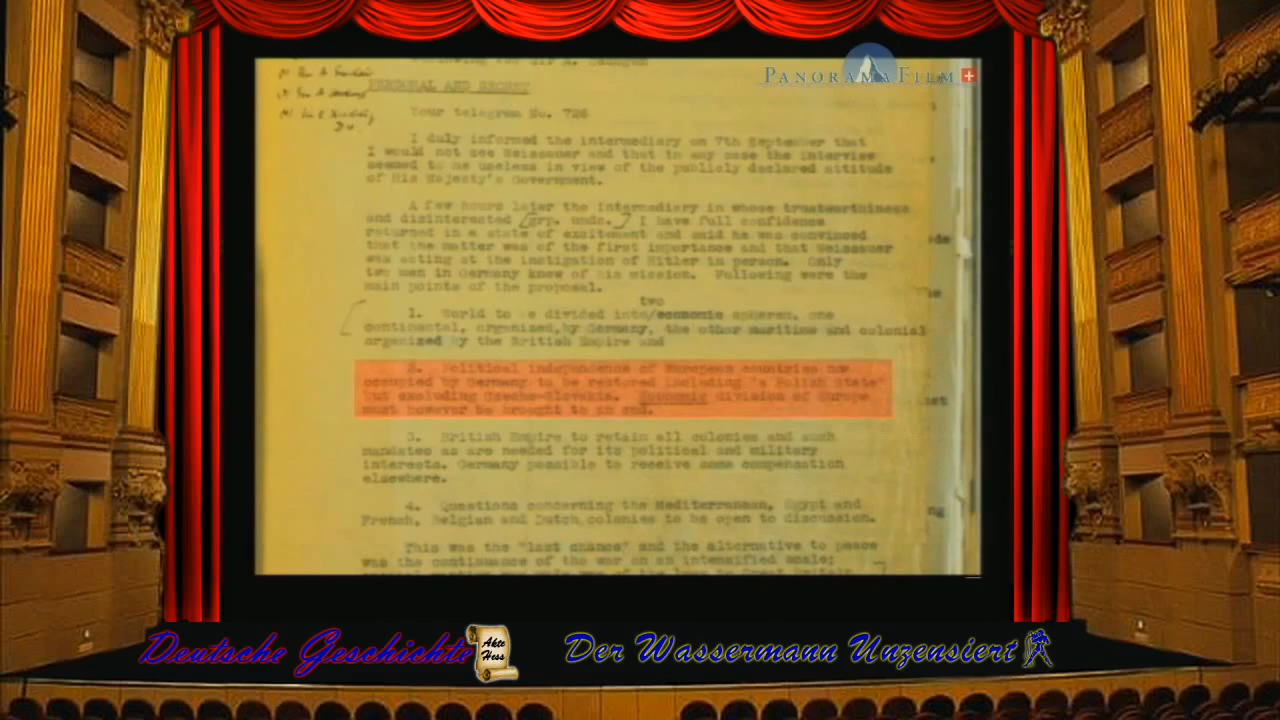 PANORAMAFILM
PERSONAL AND SECRET
Your telegram No. 726
I duly informed the intermediary on 7th September that
I would not see Weissauer and that in any case the interview
seemed to me useless in view of the publicly declared attitude
of His Majesty's Government.
A few hours later the intermediary in whose trustworthiness
and disinterested [grp. undc.] I have full confidence
returned in a state of excitement and said he was convinced
that the matter was of the first importance and that Weissauer
was acting at the instigation of Hitler in person. Only
two men in Germany knew of his mission. Following were the
main points of the proposal.
two
1. World to be divided into/economic spheres, one
continental, organized, by Germany, the other maritime and colonial
organized by the British Empire and
2. Political independence of European countries now
occupied by Germany to be restored including "a Polish State"
but excluding Czecho-Slovakia. Economic division of Europe
must however be brought to an end.
3. British Empire to retain all colonies and such
mandates as are needed for its political and military
interests. Germany possible to receive some compensation
elsewhere.
4. Questions concerning the Mediterranean, Egypt and
French, Belgian and Dutch colonies to be open to discussion.
This was the "last chance" and the alternative to peace
was the continuance of the war on an intensified scale;
Deutsche Geschichte
Akte
Hess
Der Wassermann Unzensiert